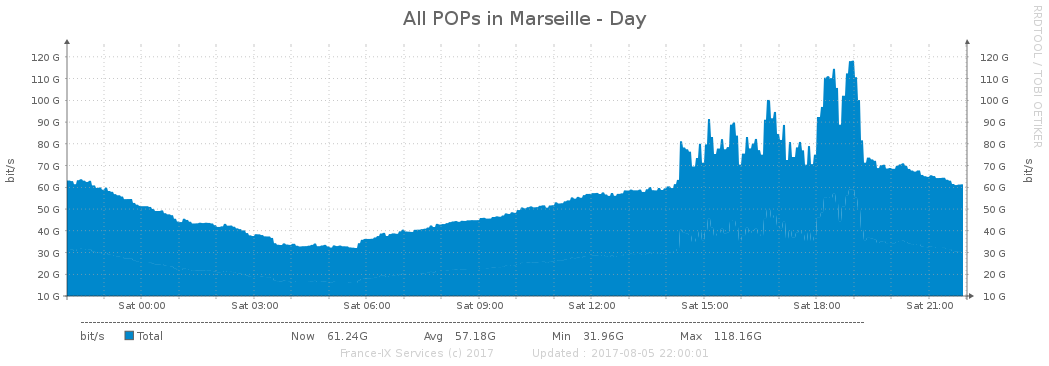 All POPs in Marseille - Day
RRDTOOL / TOBI OETIKER
bit/s
120 G 120 G
110 G 110 G
100 G 100 G
90 G 90 G
80 G 80 G
70 G 70 G
60 G 60 G
50 G 50 G
40 G 40 G
30 G 30 G
20 G 20 G
10 G 10 G
bit/s
Sat 00:00 Sat 03:00 Sat 06:00 Sat 09:00 Sat 12:00 Sat 15:00 Sat 18:00 Sat 21:00
bit/s Total Now 61.24G Avg 57.18G Min 31.96G Max 118.16G
France-IX Services (c) 2017 Updated : 2017-08-05 22:00:01